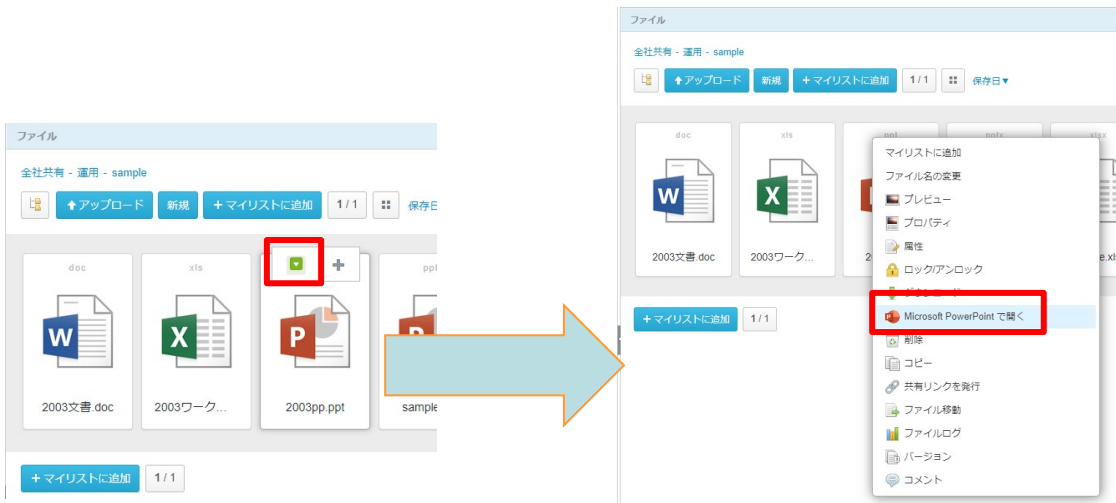 ファイル
全社共有 - 運用 - sample
アップロード 新規 +マイリストに追加 1 / 1
doc
xls
2003文書.doc
2003ワーク...
2003pp.ppt
sample
+マイリストに追加 1 / 1
ファイル
全社共有 - 運用 - sample
アップロード 新規 +マイリストに追加 1 / 1 保存日▼
doc
xls
ppt
pptx
xlsx
2003文書.doc
2003ワーク...
マイリストに追加
ファイル名の変更
プレビュー
プロパティ
属性
ロック/アンロック
ダウンロード
Microsoft PowerPoint で開く
削除
コピー
共有リンクを発行
ファイル移動
ファイルログ
バージョン
コメント
+マイリストに追加 1 / 1